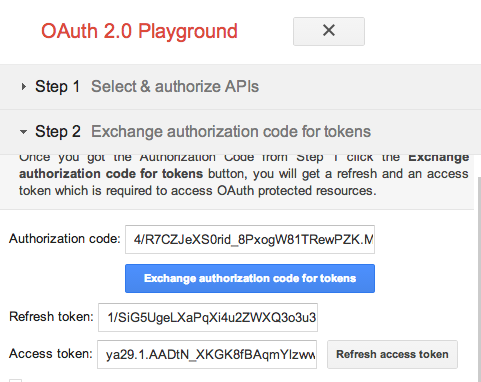 OAuth 2.0 Playground
Step 1 Select & authorize APIs
Step 2 Exchange authorization code for tokens
Once you got the Authorization Code from Step 1 click the Exchange
authorization code for tokens button, you will get a refresh and an access
token which is required to access OAuth protected resources.
Authorization code: 4/R7CZJeXS0rid_8PxogW81TRewPZK.M
Exchange authorization code for tokens
Refresh token: 1/SiG5UgeLXaPqXi4u2ZWXQ3o3u3
Access token: ya29.1.AADtN_XKGK8fBAqmYlzww Refresh access token